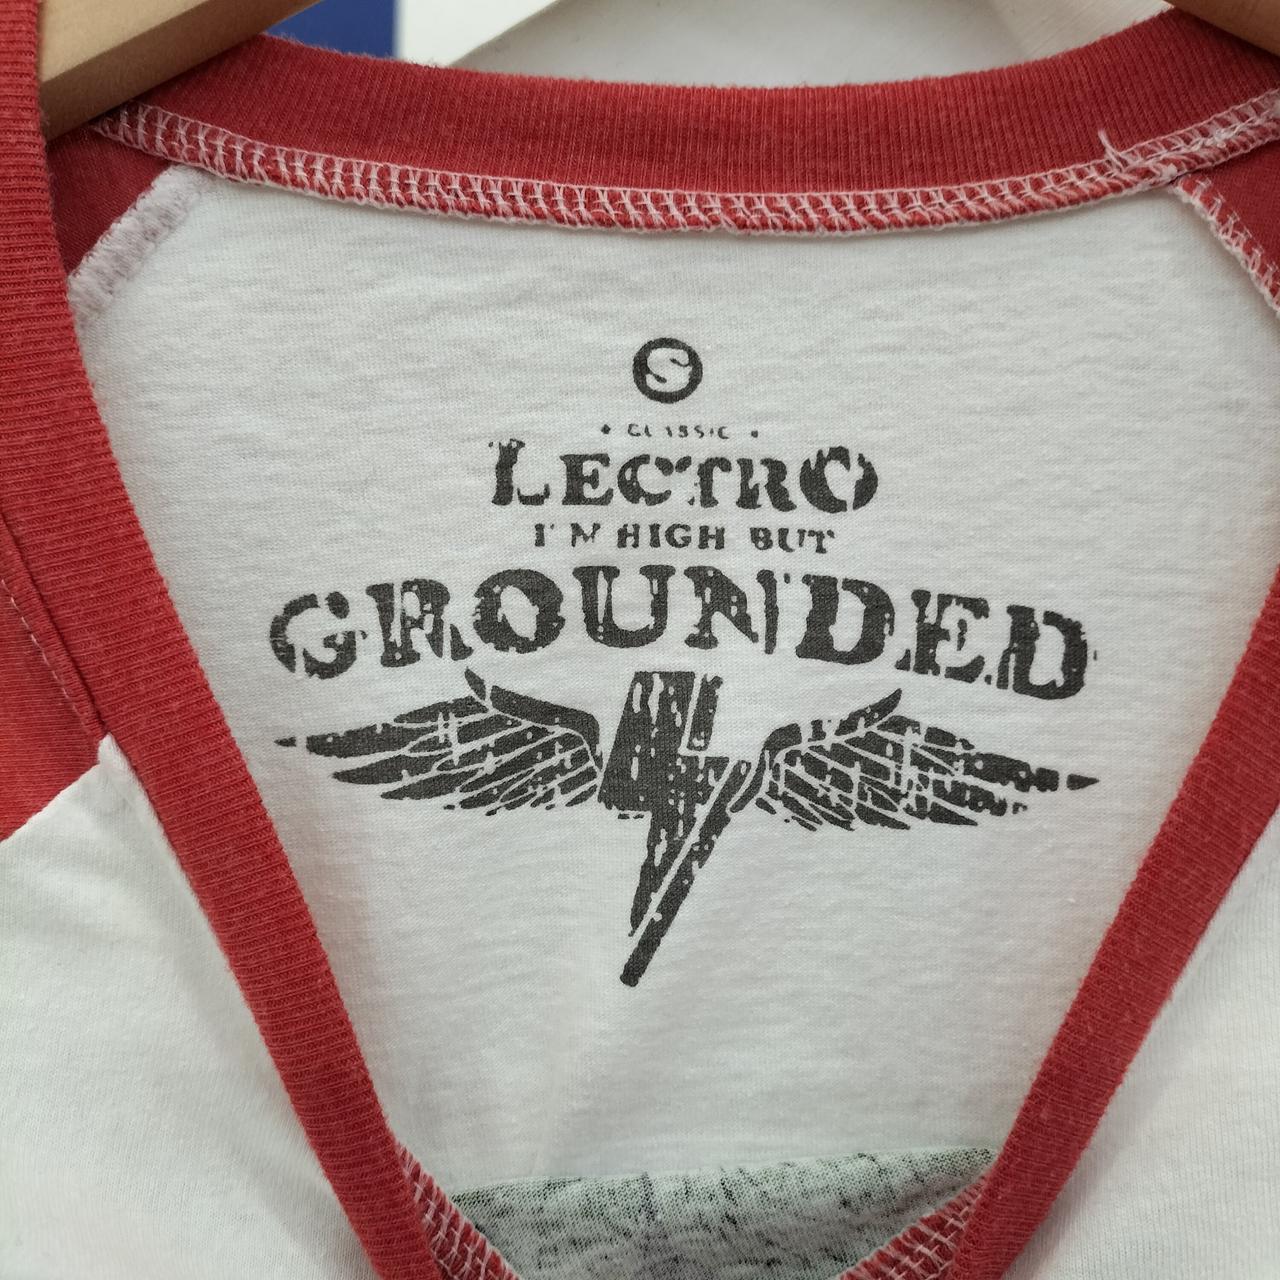 S
CLASSIC
LECTRO
I'M HIGH BUT
GROUNDED